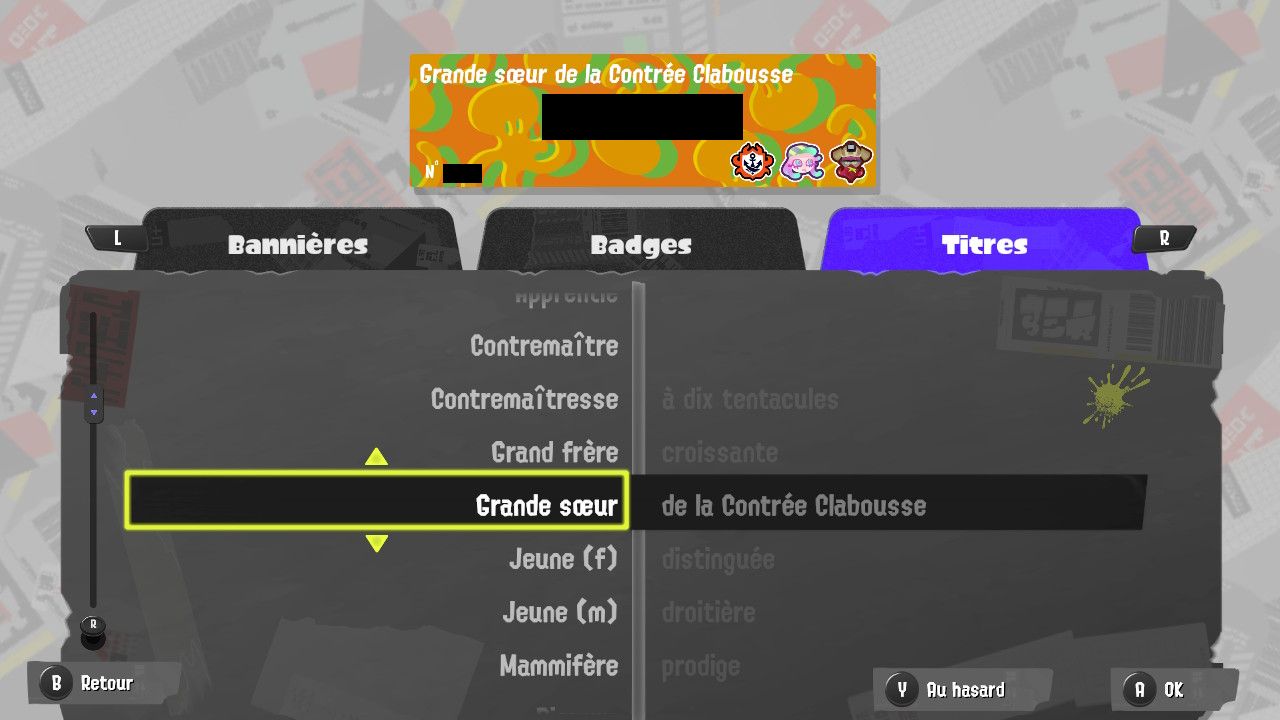 Grande sœur de la Contrée Clabousse
N°
L
Bannières
Badges
Titres
R
Apprentie
Contremaître
Contremaîtresse
à dix tentacules
Grand frère
croissante
Grande sœur
de la Contrée Clabousse
Jeune (f)
distinguée
Jeune (m)
droitière
Mammifère
prodige
R
B Retour
Y Au hasard
A OK